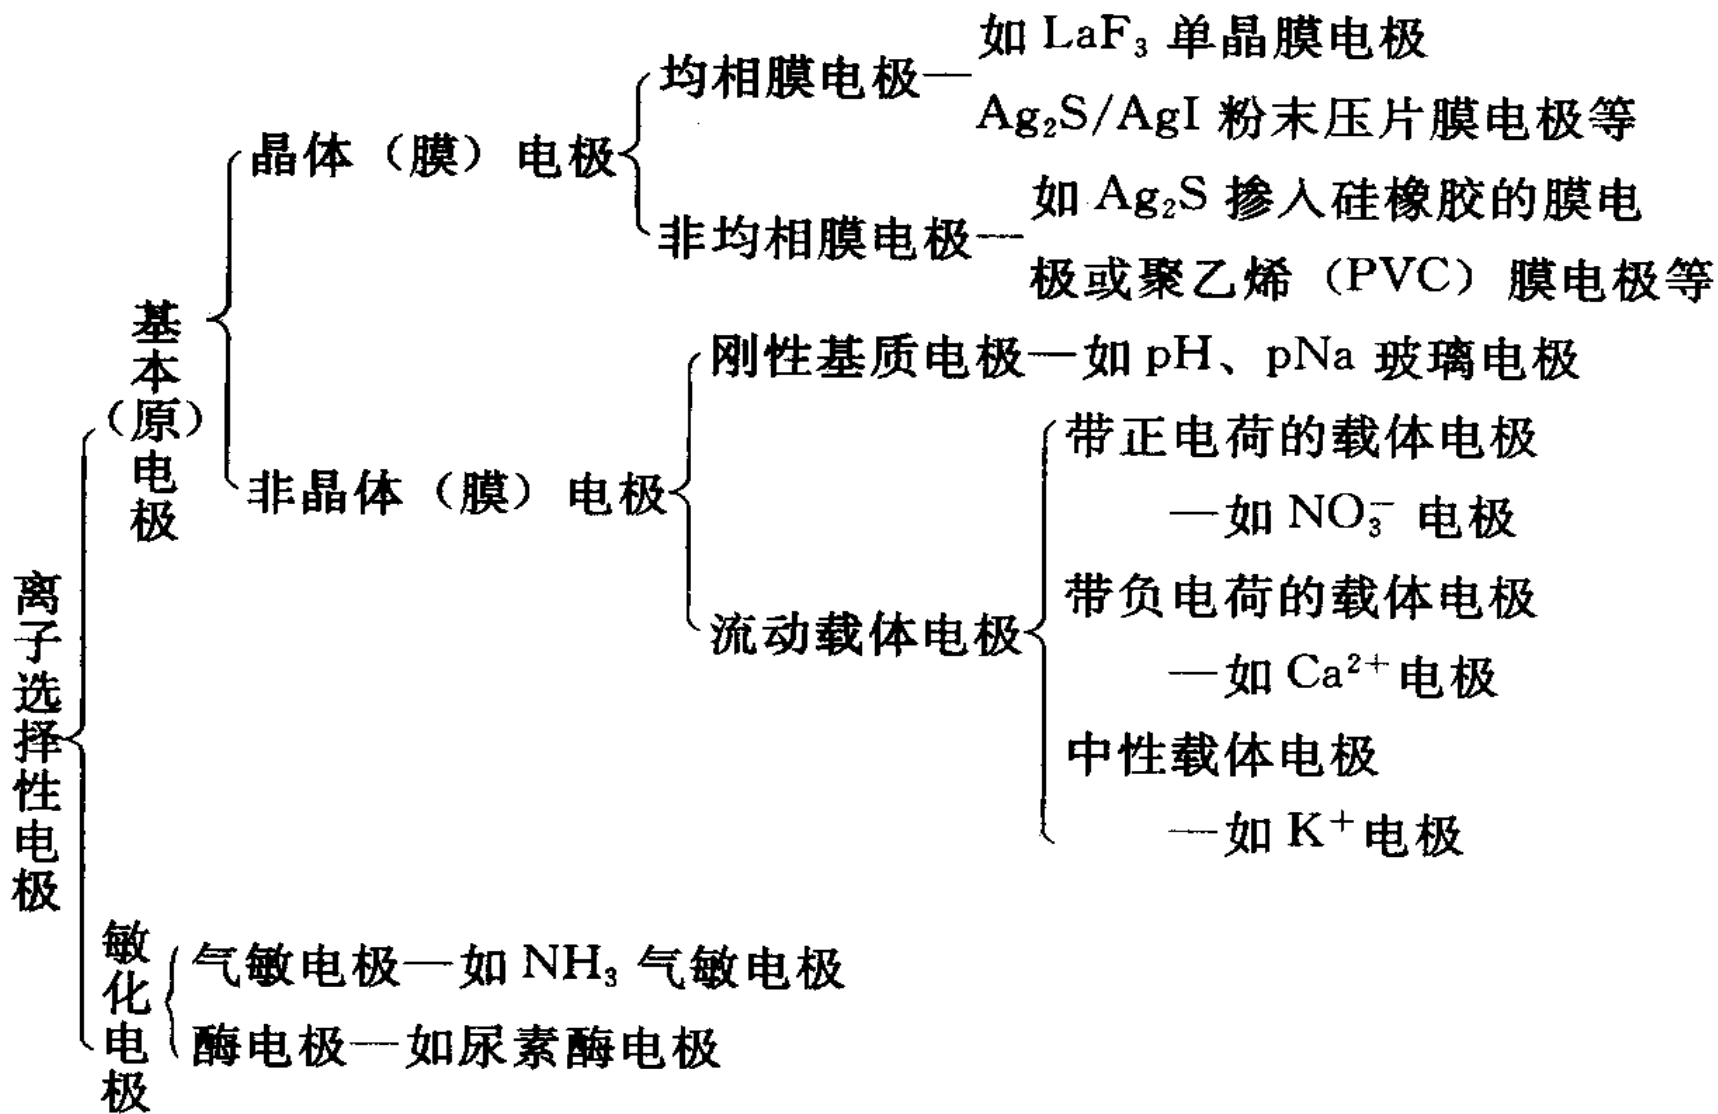 离子选择性电极
基本(原)电极
晶体（膜）电极
均相膜电极—
如 LaF₃ 单晶膜电极
Ag₂S/AgI 粉末压片膜电极等
非均相膜电极—
如 Ag₂S 掺入硅橡胶的膜电
极或聚乙烯（PVC）膜电极等
非晶体（膜）电极
刚性基质电极—如 pH、pNa 玻璃电极
流动载体电极
带正电荷的载体电极
—如 NO₃⁻ 电极
带负电荷的载体电极
—如 Ca²⁺ 电极
中性载体电极
—如 K⁺ 电极
敏化电极
气敏电极—如 NH₃ 气敏电极
酶电极—如尿素酶电极